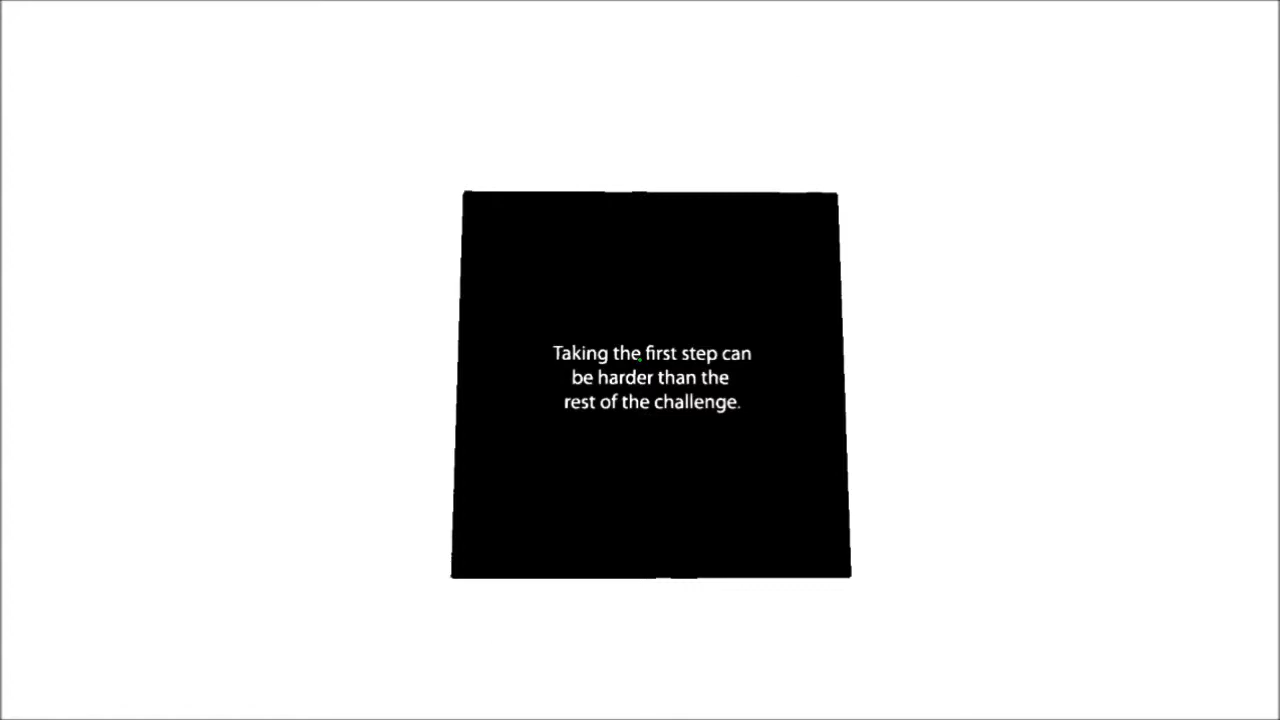 Taking the first step can
be harder than the
rest of the challenge.